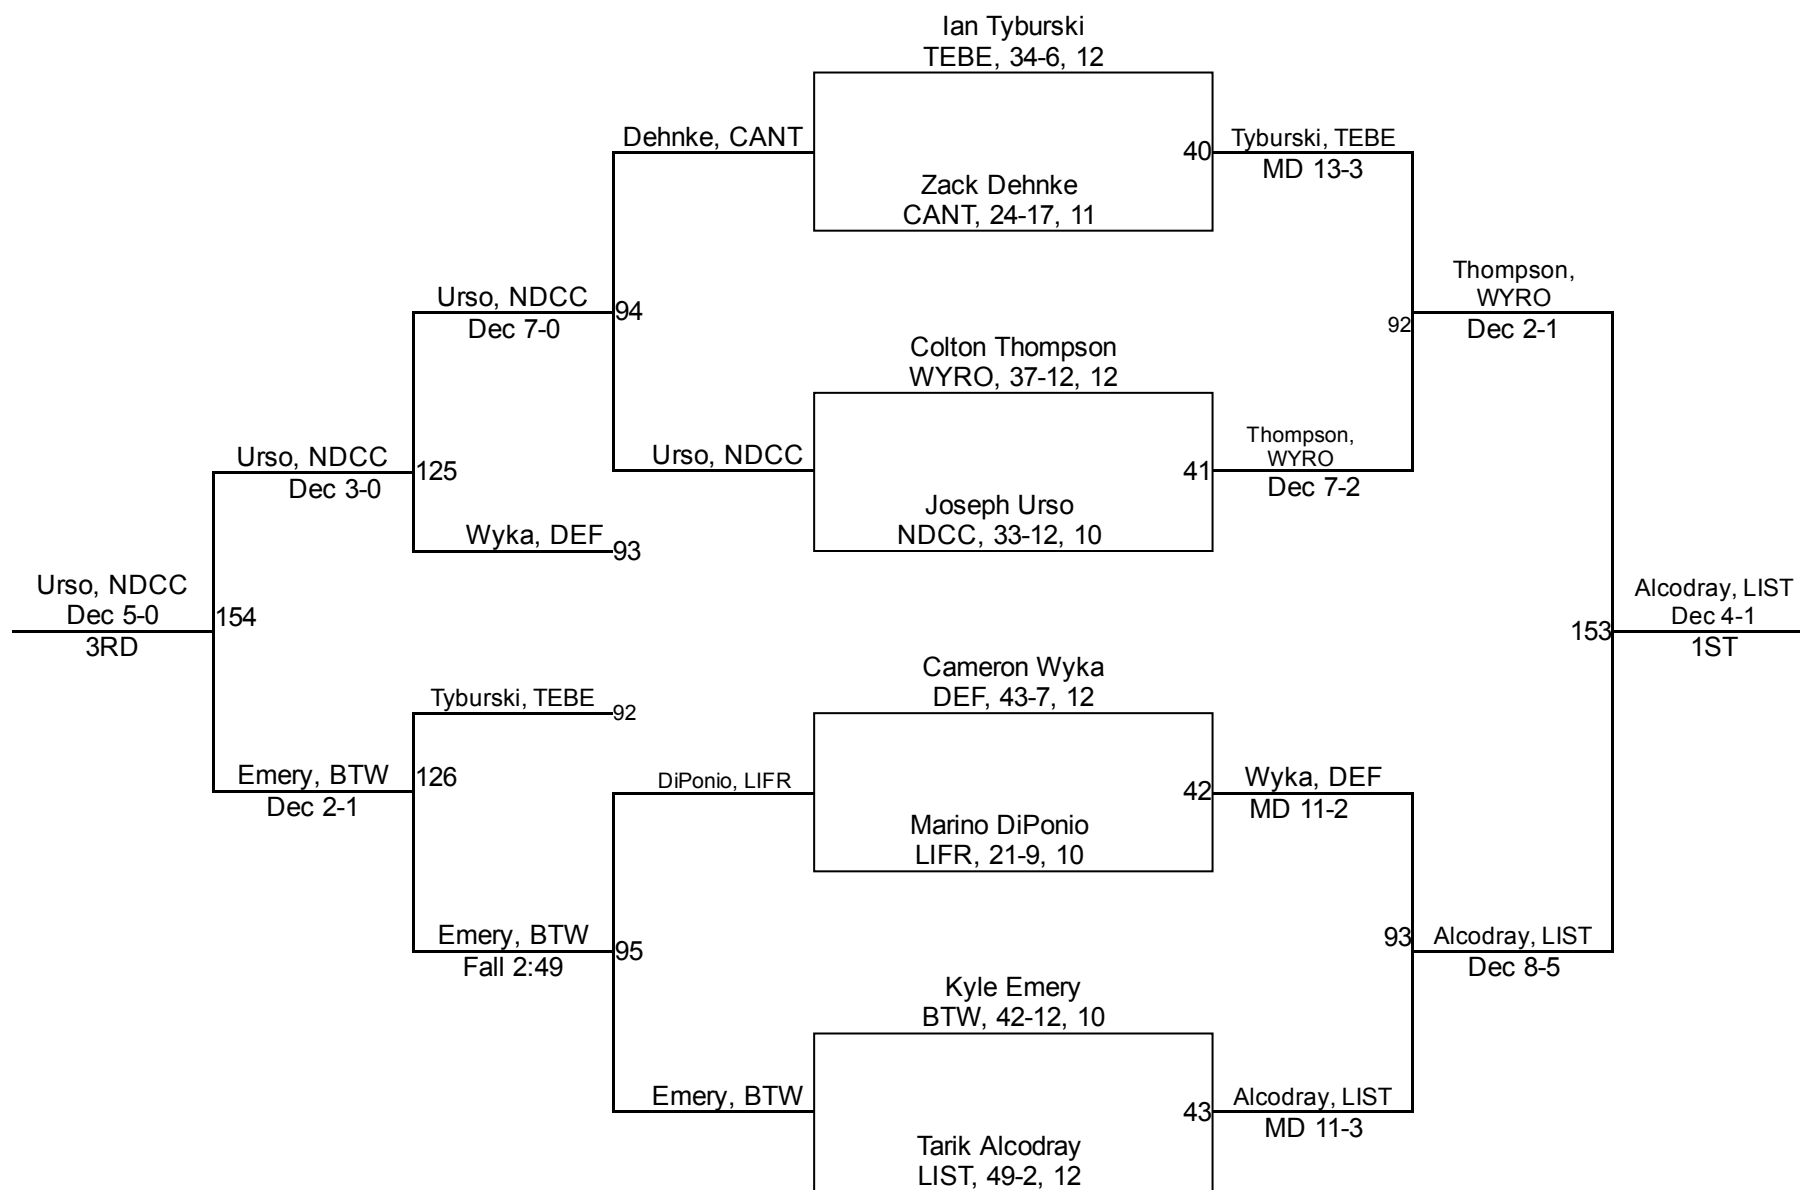 Ian Tyburski
TEBE, 34-6, 12
Dehnke, CANT
40
Tyburski, TEBE
MD 13-3
Zack Dehnke
CANT, 24-17, 11
Thompson,
WYRO
Dec 2-1
Urso, NDCC
Dec 7-0
94
92
Colton Thompson
WYRO, 37-12, 12
Urso, NDCC
Dec 3-0
125
Urso, NDCC
41
Thompson,
WYRO
Dec 7-2
Joseph Urso
NDCC, 33-12, 10
Wyka, DEF
93
Urso, NDCC
Dec 5-0
3RD
154
153
Alcodray, LIST
Dec 4-1
1ST
Cameron Wyka
DEF, 43-7, 12
Tyburski, TEBE
92
Emery, BTW
Dec 2-1
126
DiPonio, LIFR
42
Wyka, DEF
MD 11-2
Marino DiPonio
LIFR, 21-9, 10
Emery, BTW
Fall 2:49
95
93
Alcodray, LIST
Dec 8-5
Kyle Emery
BTW, 42-12, 10
Emery, BTW
43
Alcodray, LIST
MD 11-3
Tarik Alcodray
LIST, 49-2, 12